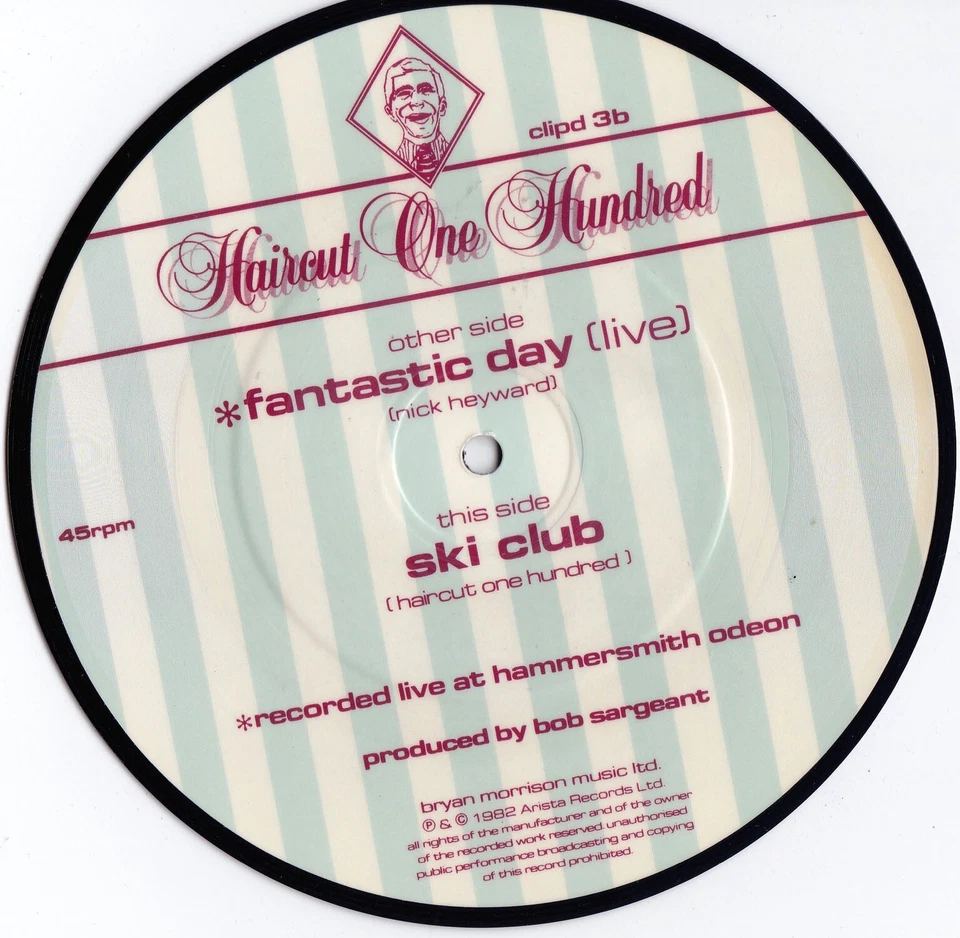 clipd 3b
Haircut One Hundred
other side
*fantastic day (live)
(nick heyward)
45rpm
this side
ski club
(haircut one hundred)
*recorded live at hammersmith odeon
produced by bob sargeant
bryan morrison music ltd.
℗ & © 1982 Arista Records Ltd.
all rights of the manufacturer and of the owner
of the recorded work reserved. unauthorised
public performance broadcasting and copying
of this record prohibited.